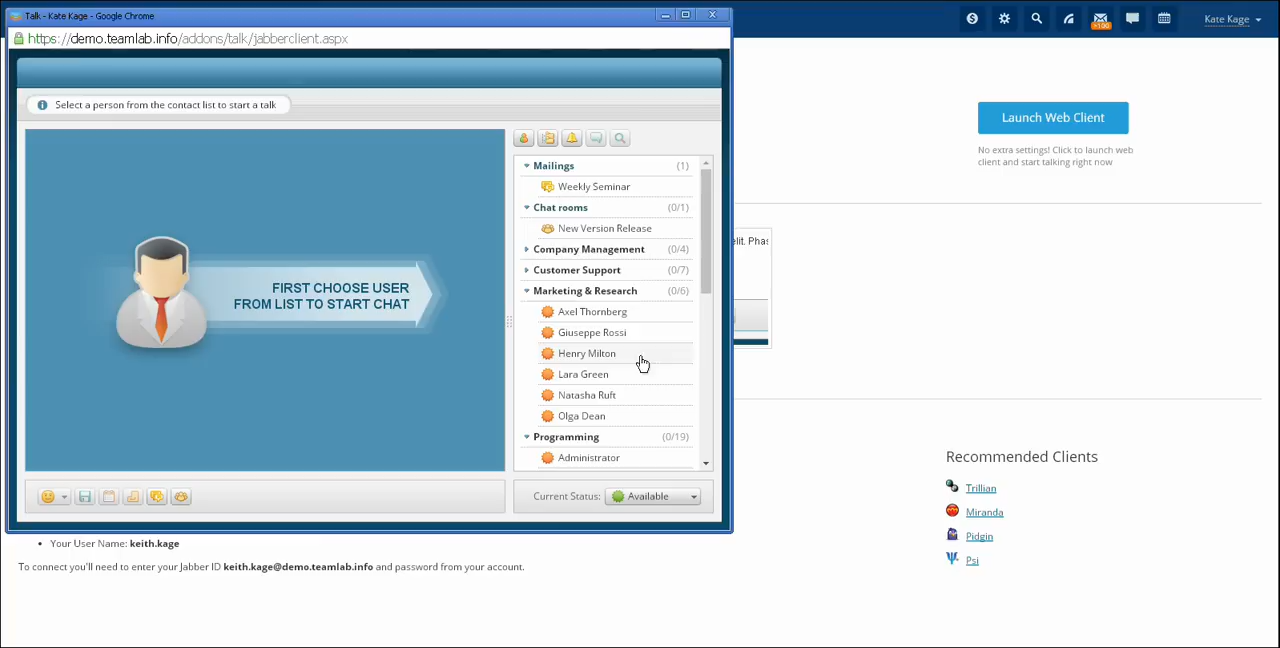 Talk - Kate Kage - Google Chrome
https://demo.teamlab.info/addons/talk/jabberclient.aspx
+100
Kate Kage
Select a person from the contact list to start a talk
Launch Web Client
No extra settings! Click to launch web
client and start talking right now
FIRST CHOOSE USER
FROM LIST TO START CHAT
Mailings (1)
Weekly Seminar
Chat rooms (0/1)
New Version Release
Company Management (0/4)
Customer Support (0/7)
Marketing & Research (0/6)
Axel Thornberg
Giuseppe Rossi
Henry Milton
Lara Green
Natasha Ruft
Olga Dean
Programming (0/19)
Administrator
elit. Phas
Current Status: Available
Recommended Clients
Trillian
Miranda
Pidgin
Psi
• Your User Name: keith.kage
To connect you'll need to enter your Jabber ID keith.kage@demo.teamlab.info and password from your account.